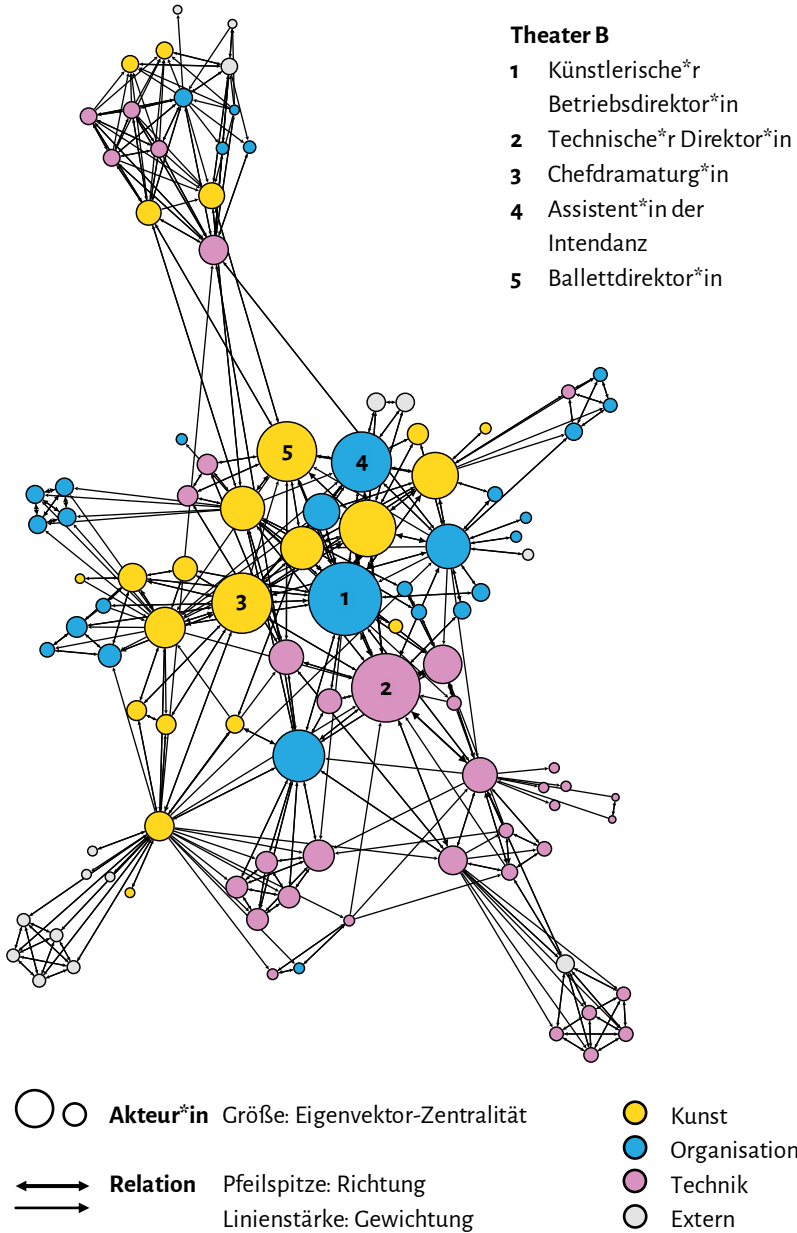 Theater B
1 Künstlerische*r
Betriebsdirektor*in
2 Technische*r Direktor*in
3 Chefdramaturg*in
4 Assistent*in der
Intendanz
5 Ballettdirektor*in
5
4
3
1
2
Akteur*in Größe: Eigenvektor-Zentralität
Relation Pfeilspitze: Richtung
Linienstärke: Gewichtung
Kunst
Organisation
Technik
Extern